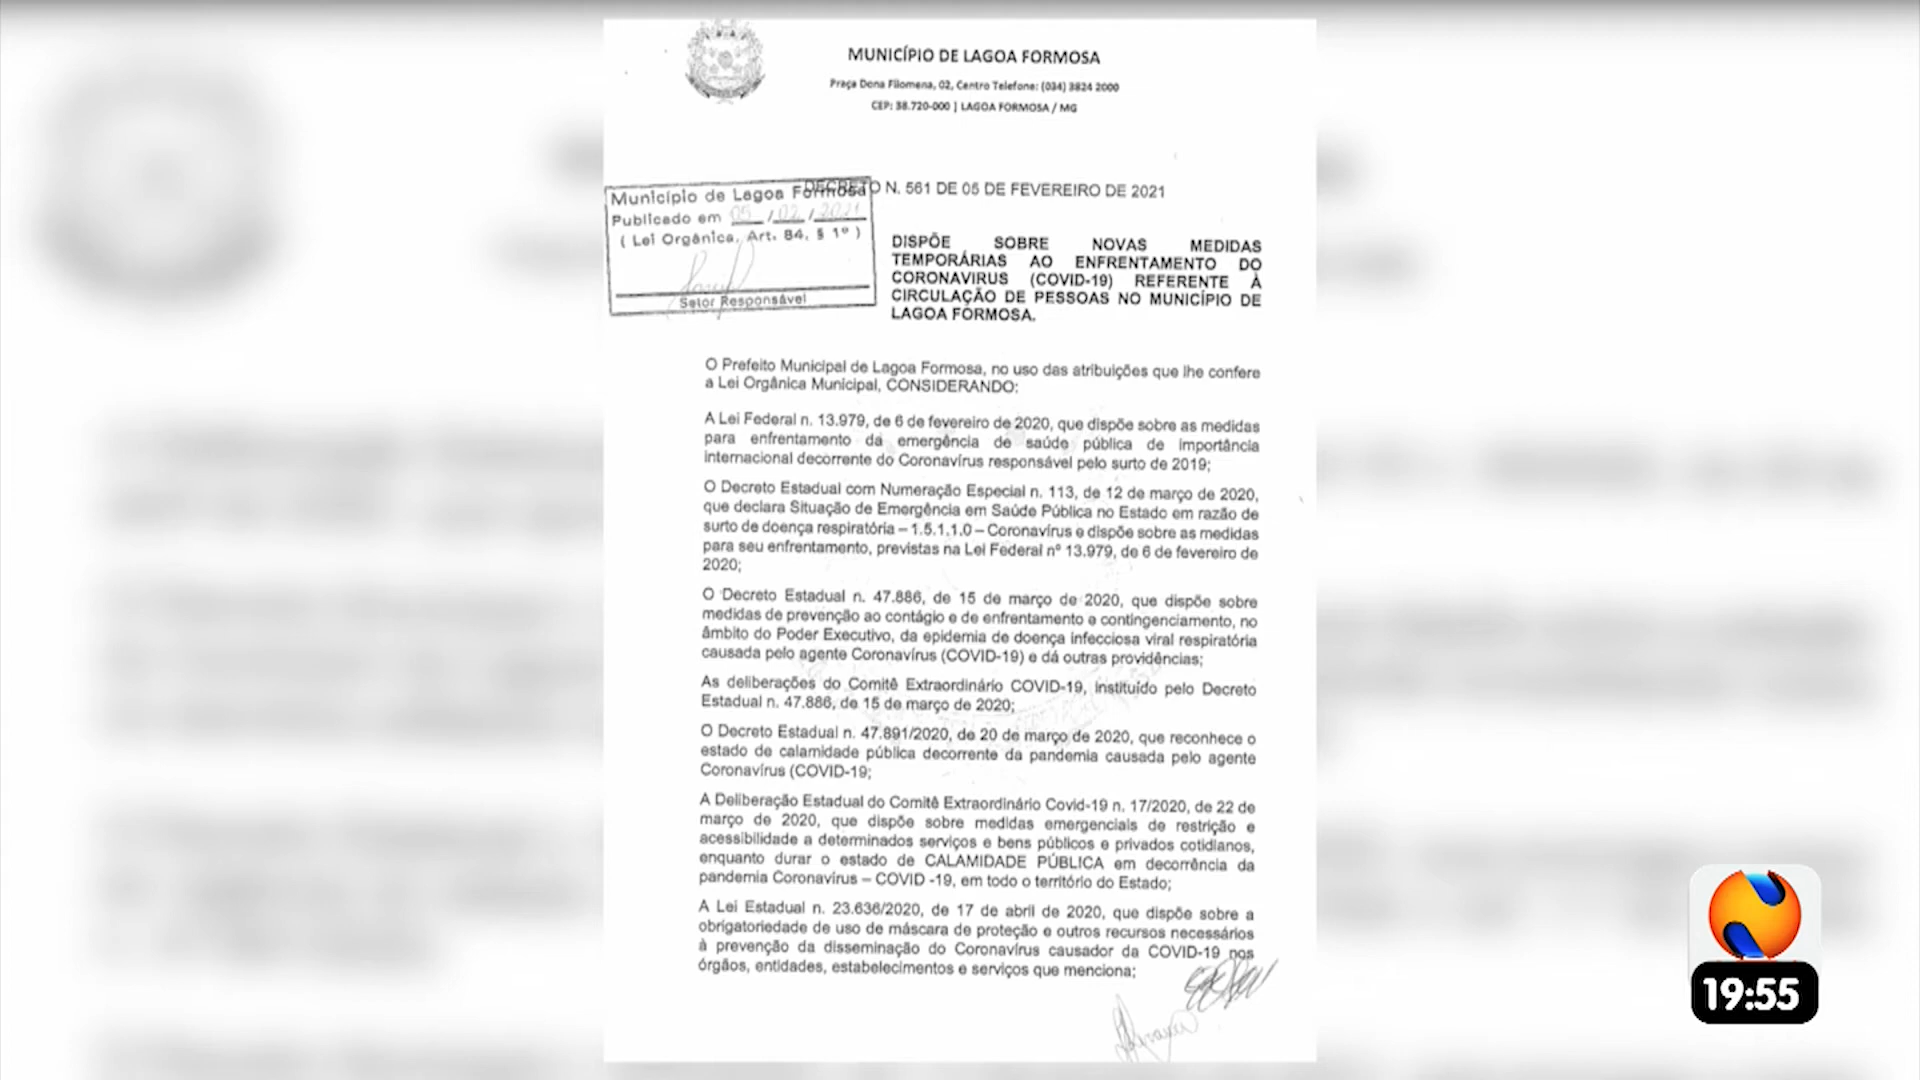 MUNICÍPIO DE LAGOA FORMOSA
Praça Dona Filomena, 02, Centro Telefone: (034) 3824 2000
CEP: 38.720-000 | LAGOA FORMOSA / MG
DECRETO N. 561 DE 05 DE FEVEREIRO DE 2021
Município de Lagoa Formosa
Publicado em 05 / 02 / 2021
( Lei Orgânica, Art. 84, § 1º )
Setor Responsável
DISPÕE SOBRE NOVAS MEDIDAS
TEMPORÁRIAS AO ENFRENTAMENTO DO
CORONAVIRUS (COVID-19) REFERENTE À
CIRCULAÇÃO DE PESSOAS NO MUNICÍPIO DE
LAGOA FORMOSA.
O Prefeito Municipal de Lagoa Formosa, no uso das atribuições que lhe confere
a Lei Orgânica Municipal, CONSIDERANDO:
A Lei Federal n. 13.979, de 6 de fevereiro de 2020, que dispõe sobre as medidas
para enfrentamento da emergência de saúde pública de importância
internacional decorrente do Coronavírus responsável pelo surto de 2019;
O Decreto Estadual com Numeração Especial n. 113, de 12 de março de 2020,
que declara Situação de Emergência em Saúde Pública no Estado em razão de
surto de doença respiratória – 1.5.1.1.0 – Coronavírus e dispõe sobre as medidas
para seu enfrentamento, previstas na Lei Federal nº 13.979, de 6 de fevereiro de
2020;
O Decreto Estadual n. 47.886, de 15 de março de 2020, que dispõe sobre
medidas de prevenção ao contágio e de enfrentamento e contingenciamento, no
âmbito do Poder Executivo, da epidemia de doença infecciosa viral respiratória
causada pelo agente Coronavírus (COVID-19) e dá outras providências;
As deliberações do Comitê Extraordinário COVID-19, instituído pelo Decreto
Estadual n. 47.886, de 15 de março de 2020;
O Decreto Estadual n. 47.891/2020, de 20 de março de 2020, que reconhece o
estado de calamidade pública decorrente da pandemia causada pelo agente
Coronavírus (COVID-19;
A Deliberação Estadual do Comitê Extraordinário Covid-19 n. 17/2020, de 22 de
março de 2020, que dispõe sobre medidas emergenciais de restrição e
acessibilidade a determinados serviços e bens públicos e privados cotidianos,
enquanto durar o estado de CALAMIDADE PÚBLICA em decorrência da
pandemia Coronavírus – COVID -19, em todo o território do Estado;
A Lei Estadual n. 23.636/2020, de 17 de abril de 2020, que dispõe sobre a
obrigatoriedade de uso de máscara de proteção e outros recursos necessários
à prevenção da disseminação do Coronavírus causador da COVID-19 nos
órgãos, entidades, estabelecimentos e serviços que menciona;
19:55